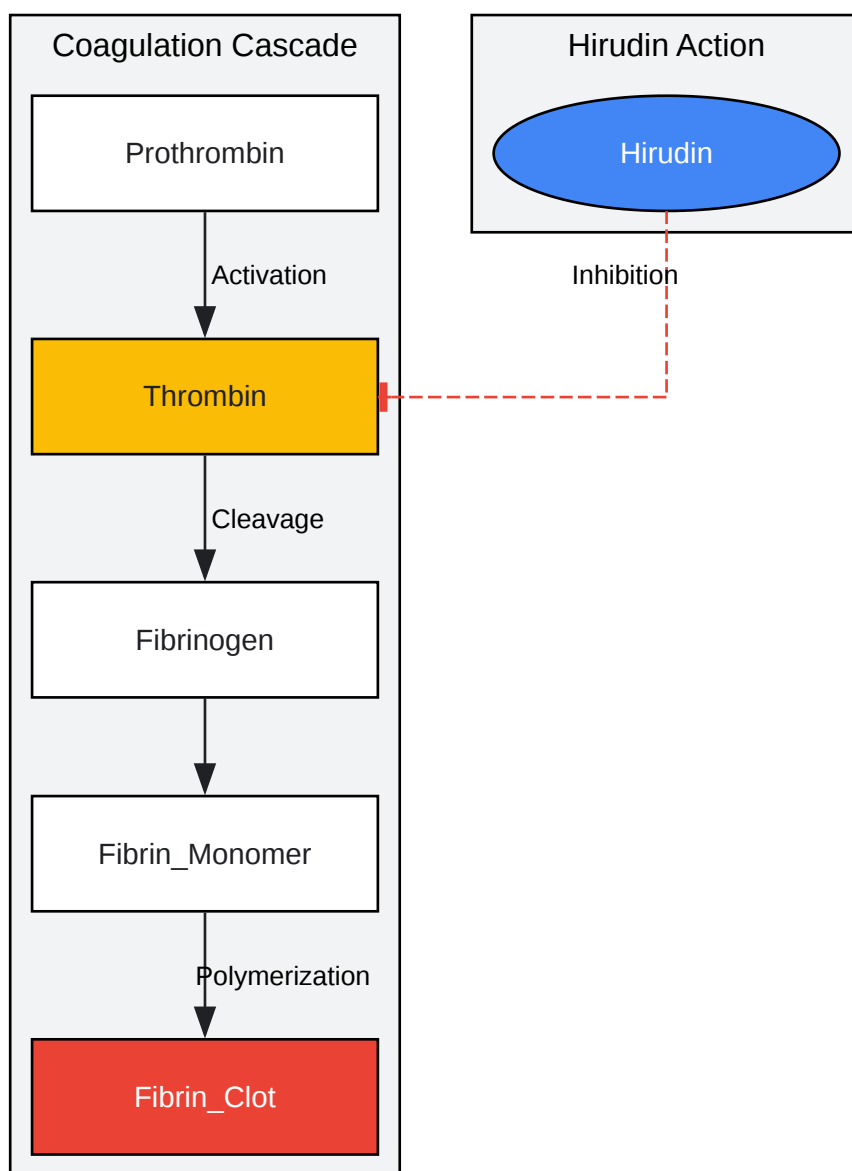 Coagulation Cascade
Hirudin Action
Prothrombin
Hirudin
Activation
Inhibition
Thrombin
Cleavage
Fibrinogen
Fibrin_Monomer
Polymerization
Fibrin_Clot